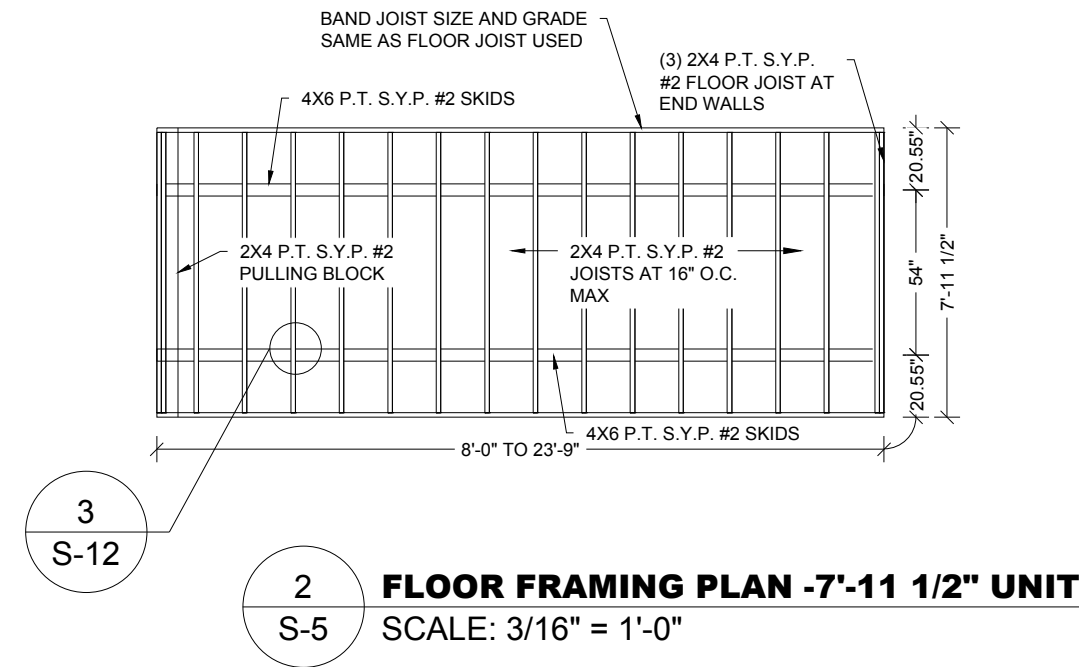 BAND JOIST SIZE AND GRADE
SAME AS FLOOR JOIST USED
(3) 2X4 P.T. S.Y.P.
#2 FLOOR JOIST AT
END WALLS
4X6 P.T. S.Y.P. #2 SKIDS
20.55"
2X4 P.T. S.Y.P. #2
PULLING BLOCK
2X4 P.T. S.Y.P. #2
JOISTS AT 16" O.C.
MAX
54"
7'-11 1/2"
20.55"
4X6 P.T. S.Y.P. #2 SKIDS
8'-0" TO 23'-9"
3
S-12
2
S-5
FLOOR FRAMING PLAN -7'-11 1/2" UNIT
SCALE: 3/16" = 1'-0"